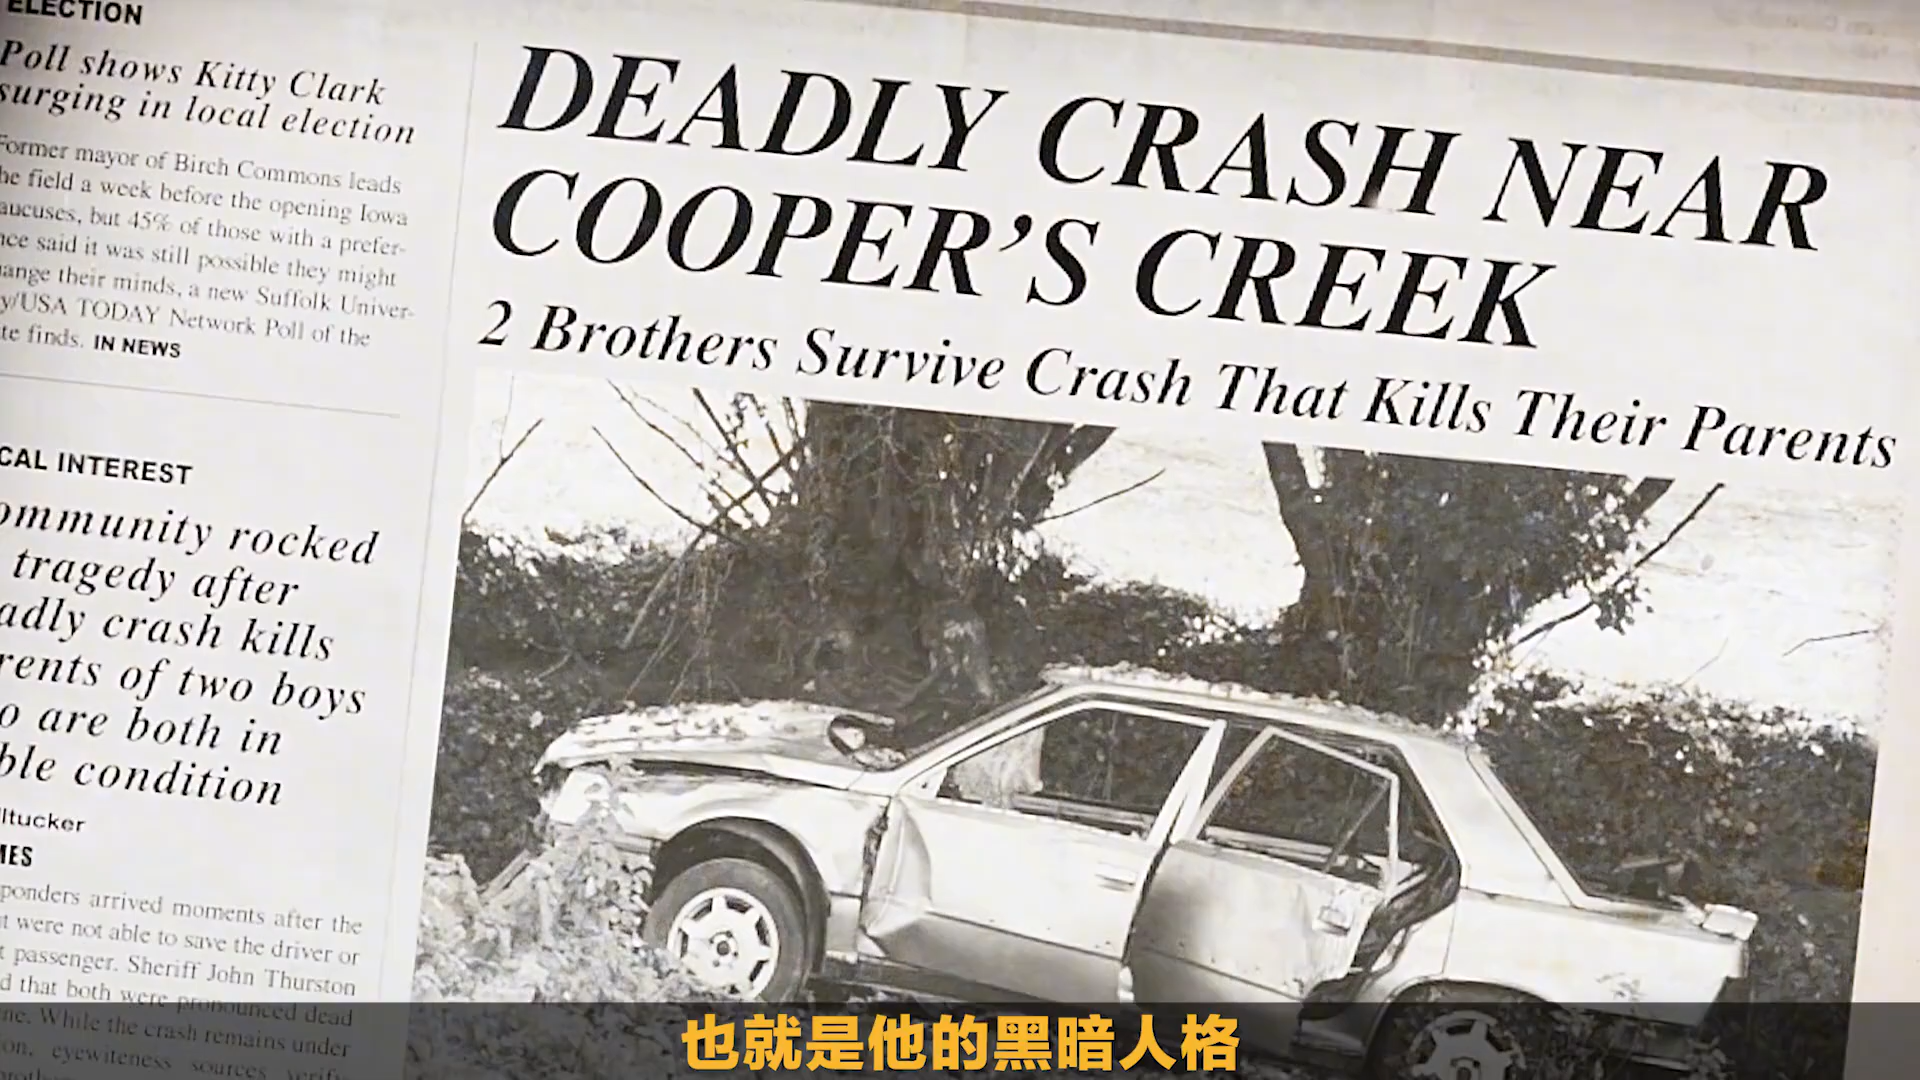 ELECTION
Poll shows Kitty Clark
surging in local election
Former mayor of Birch Commons leads
he field a week before the opening Iowa
aucuses, but 45% of those with a prefer-
nce said it was still possible they might
hange their minds, a new Suffolk Univer-
y/USA TODAY Network Poll of the
te finds. IN NEWS
CAL INTEREST
ommunity rocked
tragedy after
adly crash kills
rents of two boys
o are both in
ble condition
ltucker
MES
ponders arrived moments after the
t were not able to save the driver or
t passenger. Sheriff John Thurston
d that both were pronounced dead
ne. While the crash remains under
on, eyewitness sources verify
DEADLY CRASH NEAR
COOPER'S CREEK
2 Brothers Survive Crash That Kills Their Parents
也就是他的黑暗人格